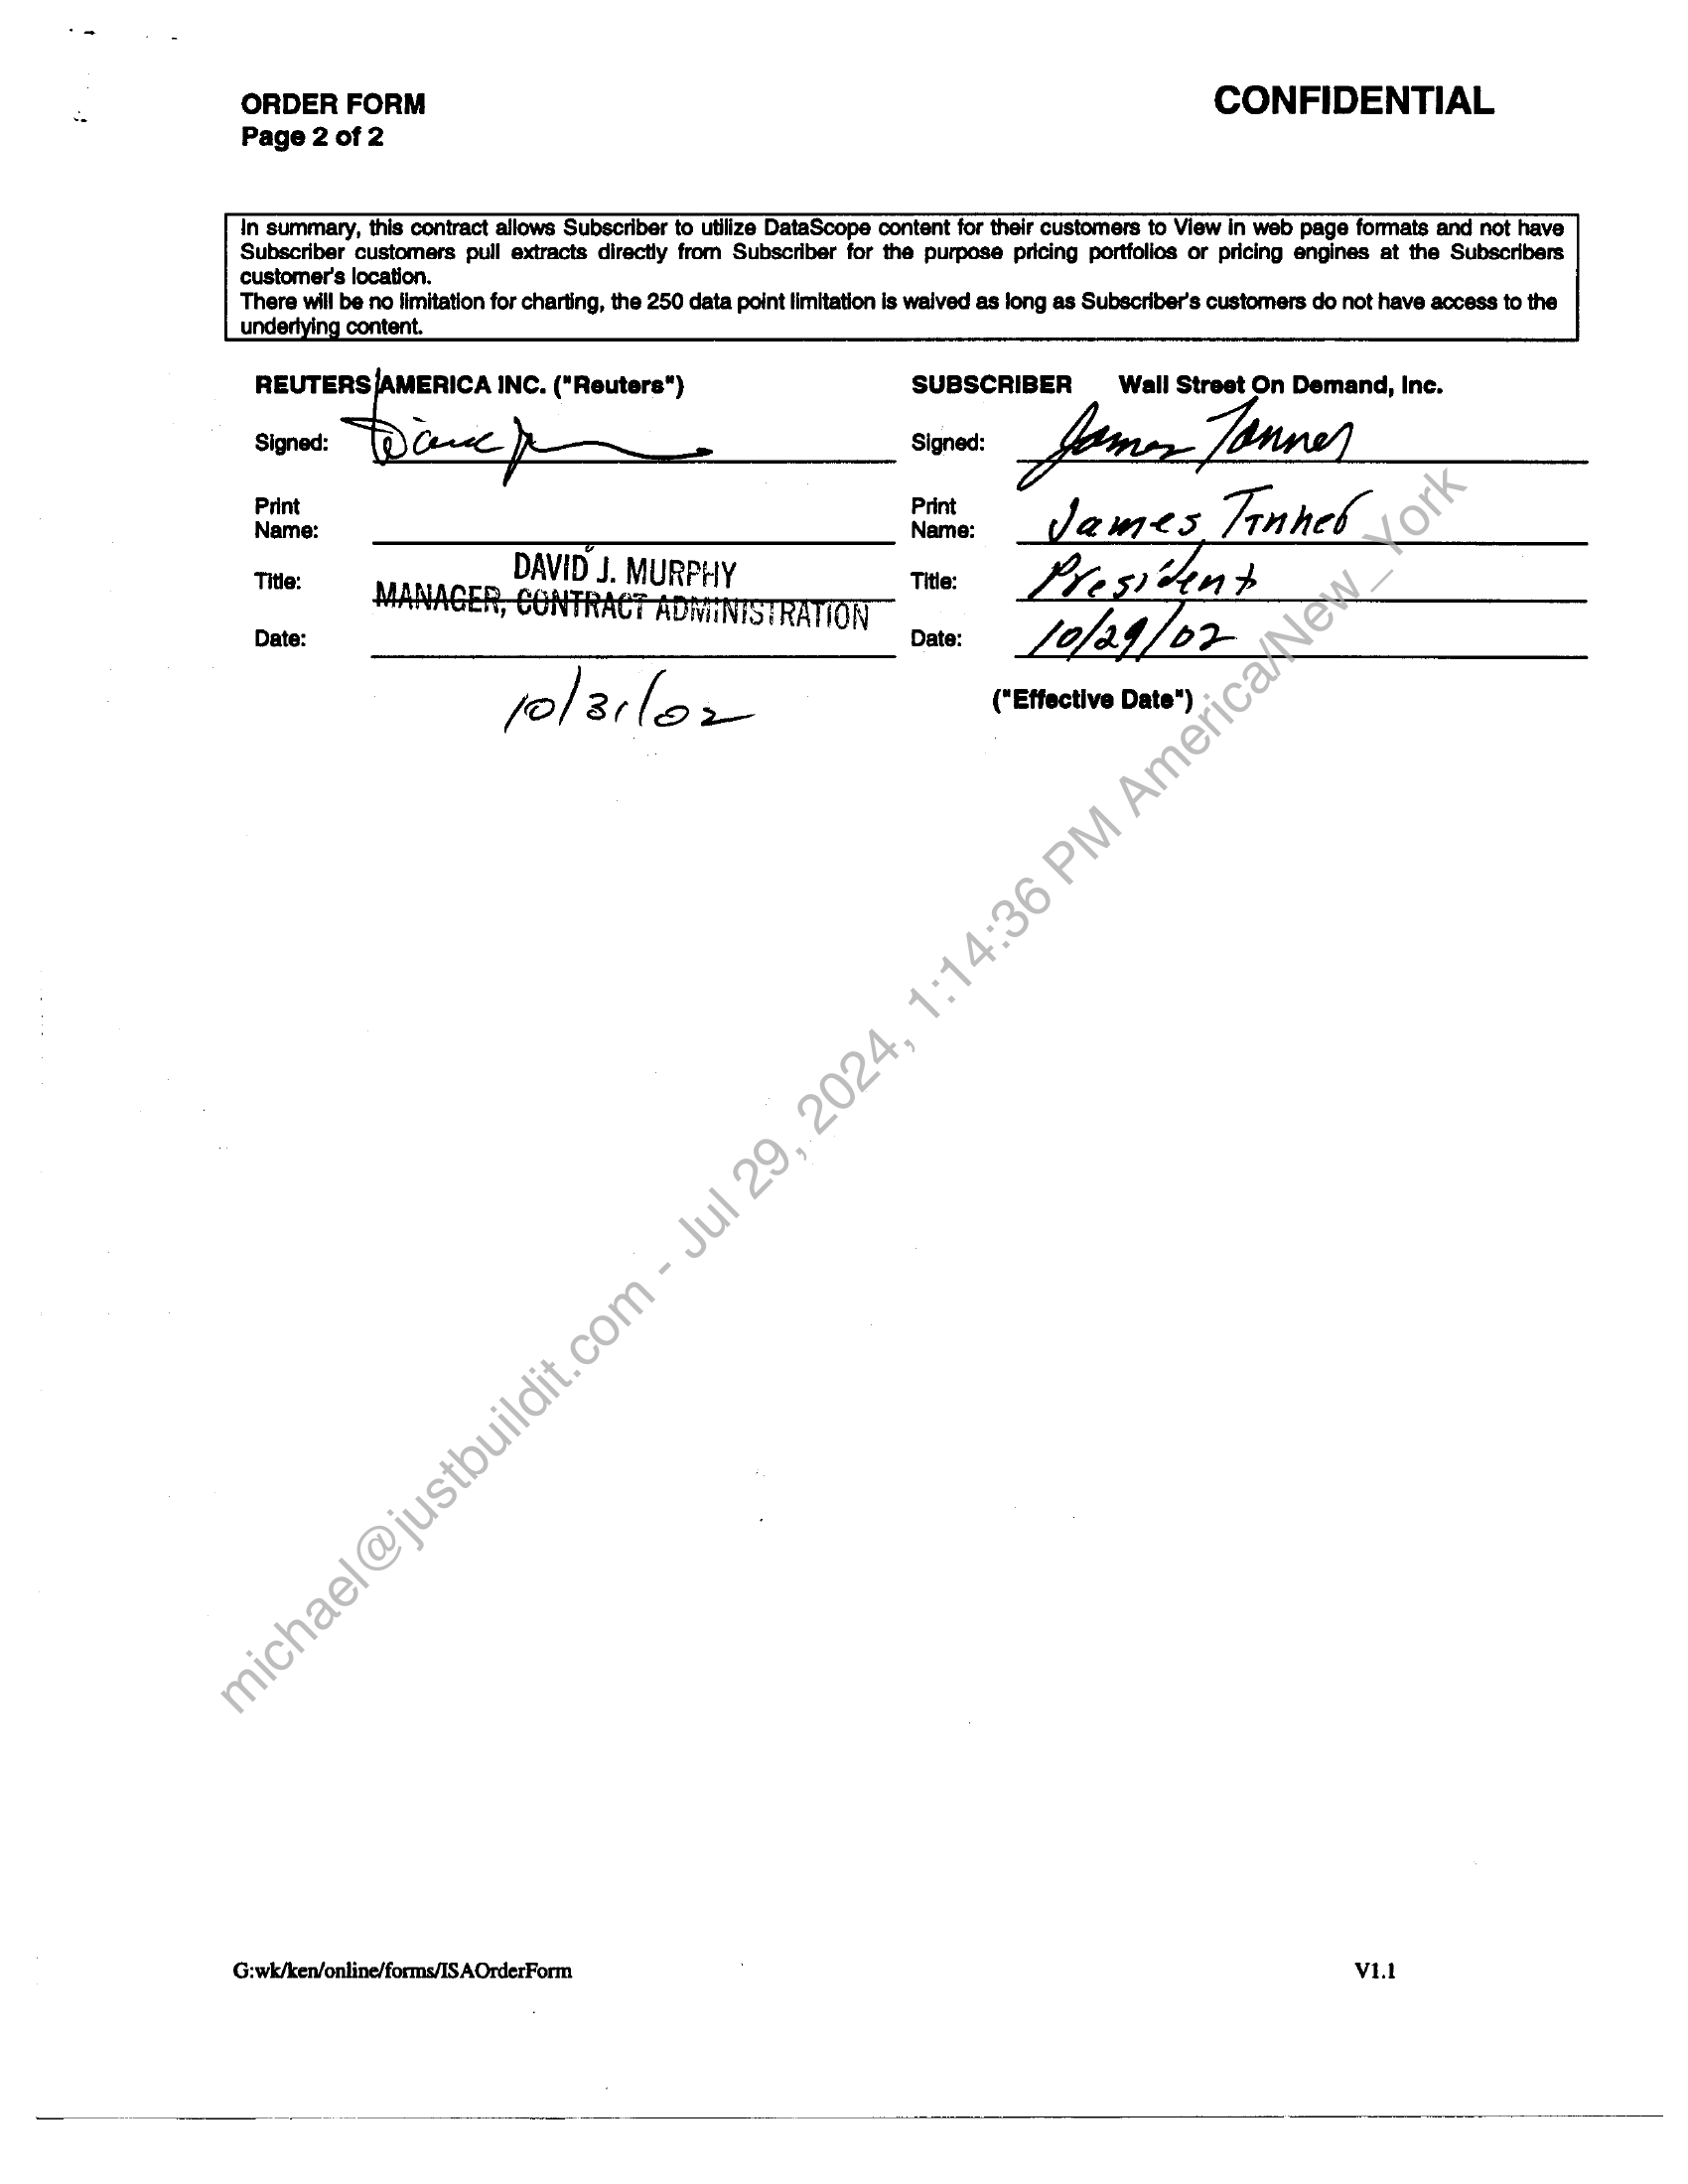 ORDER FORM
CONFIDENTIAL
Page 2 of 2
In summary, this contract allows Subscriber to utilize DataScope content for their customers to View in web page formats and not have
Subscriber customers pull extracts directly from Subscriber for the purpose pricing portfolios or pricing engines at the Subscribers
customer's location.
There will be no limitation for charting, the 250 data point limitation is waived as long as Subscriber's customers do not have access to the
underlying content.
REUTERS AMERICA INC. ("Reuters")
Signed:
Print
Name:
DAVID J. MURPHY
Title:
MANAGER, CONTRACT ADMINISTRATION
Date:
10/31/02
SUBSCRIBER Wall Street On Demand, Inc.
Signed: James Tanner
Print
Name: James Tanner
Title: President
Date: 10/29/02
("Effective Date")
michael@justbuildit.com - Jul 29, 2024, 1:14:36 PM America/New_York
G:wk/ken/online/forms/ISAOrderForm
V1.1